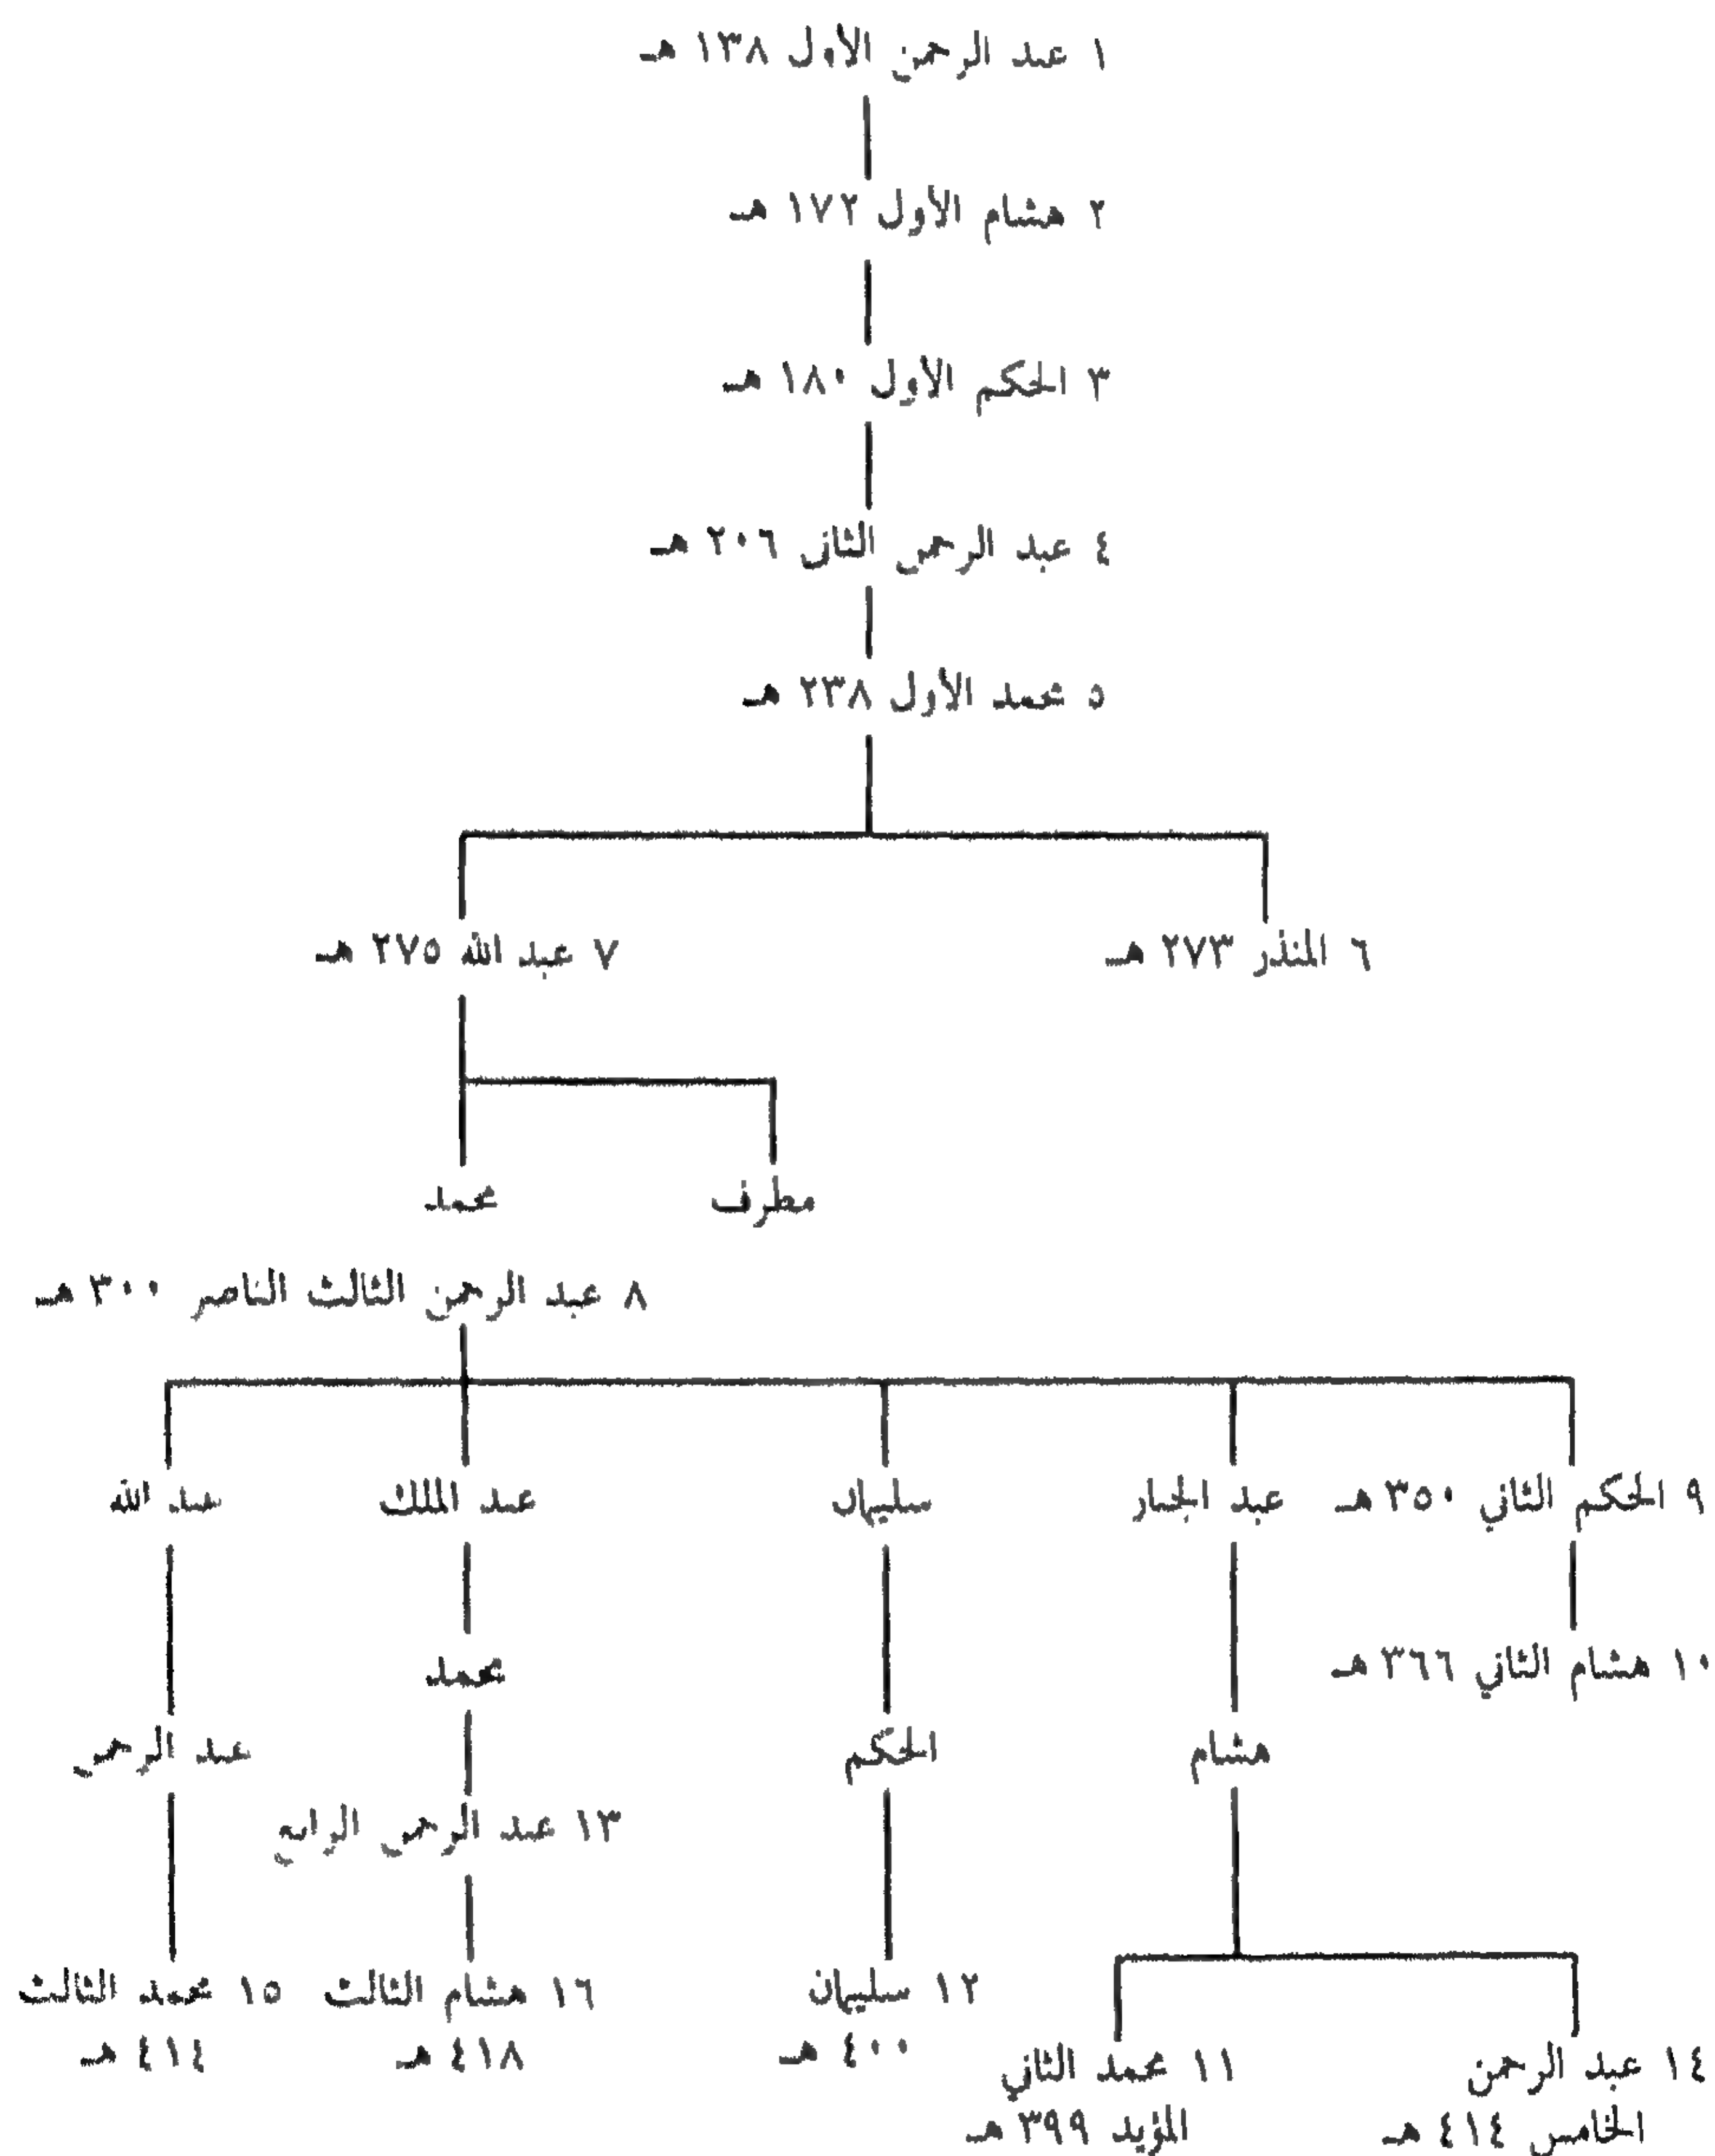 ١ عبد الرحمن الأول ١٣٨ هـ
٢ هشام الأول ١٧٢ هـ
٣ الحكم الأول ١٨٠ هـ
٤ عبد الرحمن الثاني ٢٠٦ هـ
٥ محمد الأول ٢٣٨ هـ
٦ المنذر ٢٧٣ هـ
٧ عبد الله ٢٧٥ هـ
مطرف
محمد
٨ عبد الرحمن الثالث الناصر ٣٠٠ هـ
٩ الحكم الثاني ٣٥٠ هـ
عبد الجبار
سليمان
عبد الملك
عبد الله
١٠ هشام الثاني ٣٦٦ هـ
محمد
هشام
الحكم
عبد الرحمن
١٣ عبد الرحمن الرابع
١٤ عبد الرحمن
الخامس ٤١٤ هـ
١١ محمد الثاني
المؤيد ٣٩٩ هـ
١٢ سليمان
٤٠٠ هـ
١٦ هشام الثالث
٤١٨ هـ
١٥ محمد الثالث
٤١٤ هـ